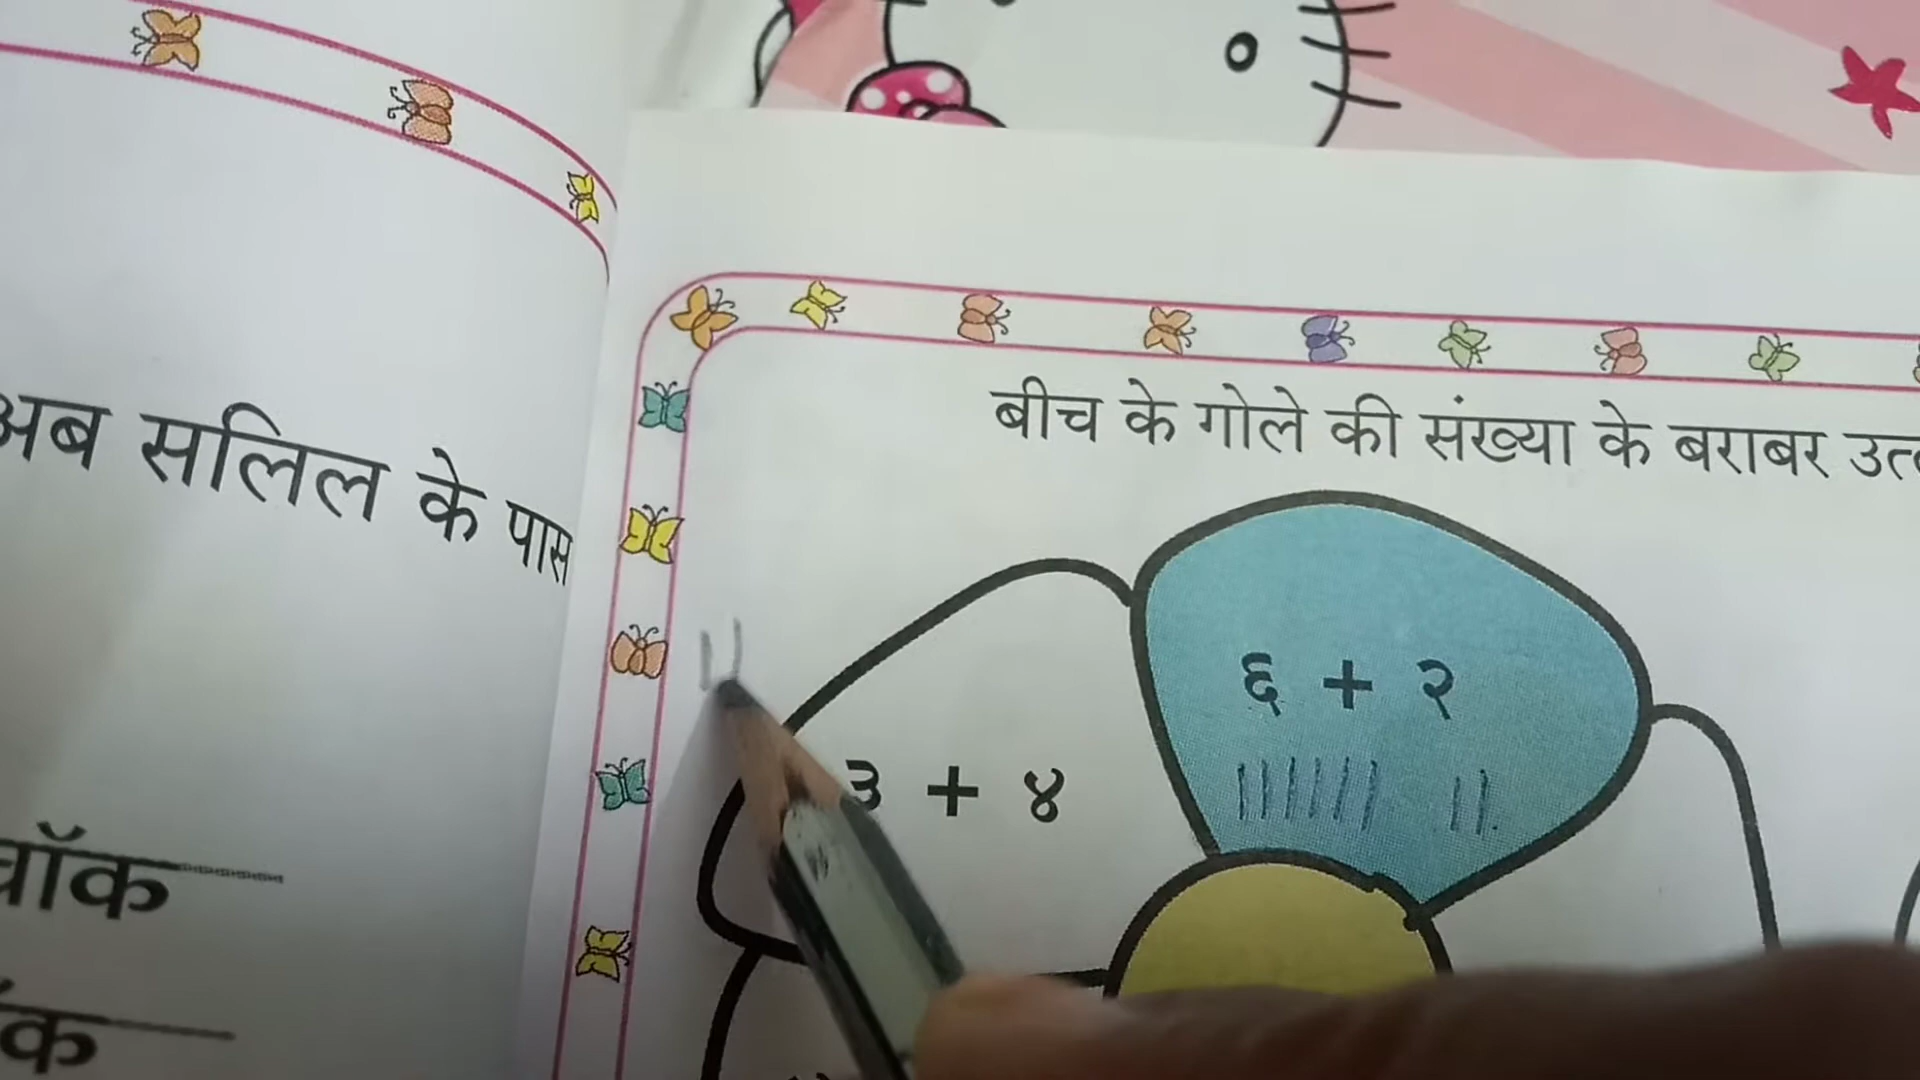 अब सलिल के पास
बीच के गोले की संख्या के बराबर
६ + २
३ + ४